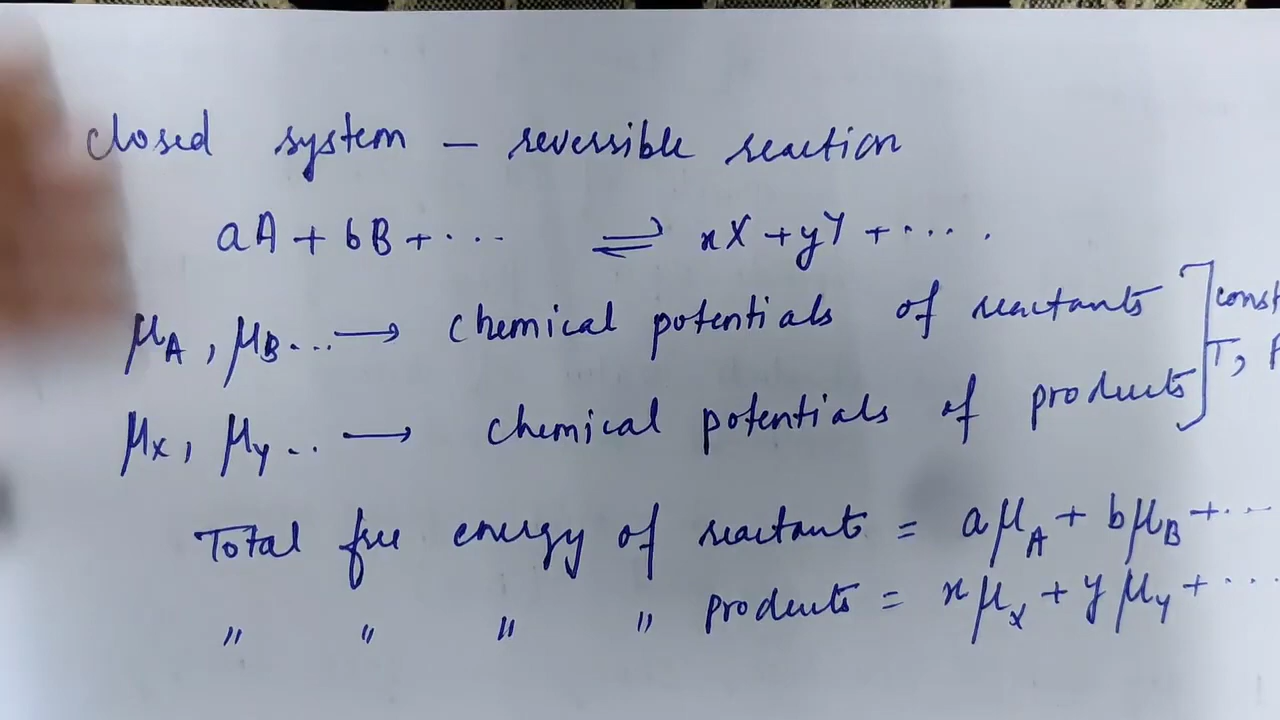 closed system – reversible reaction
aA + bB + ···· ⇌ xX + yY + ···· .
μA, μB... → chemical potentials of reactants ] const
μX, μY... → chemical potentials of products ] T, P
Total free energy of reactants = aμA + bμB + ····
〃 〃 〃 〃 products = xμX + yμY + ····